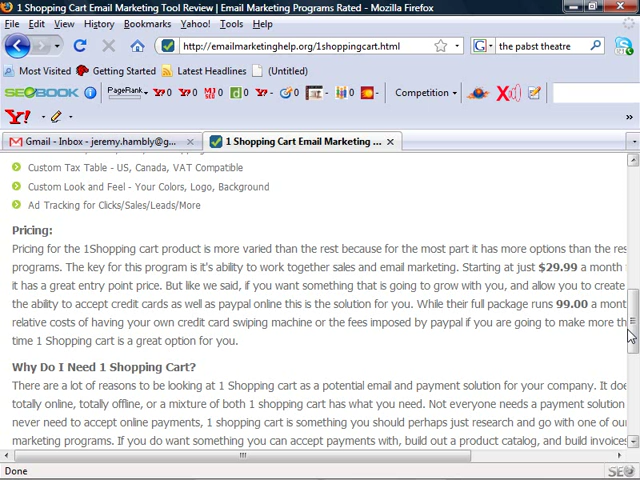 1 Shopping Cart Email Marketing Tool Review | Email Marketing Programs Rated - Mozilla Firefox
File Edit View History Bookmarks Yahoo! Tools Help
http://emailmarketinghelp.org/1shoppingcart.html the pabst theatre
Most Visited Getting Started Latest Headlines (Untitled)
SEOBOOK PageRank Competition
Gmail - Inbox - jeremy.hambly@g... 1 Shopping Cart Email Marketing ...
Custom Tax Table - US, Canada, VAT Compatible
Custom Look and Feel - Your Colors, Logo, Background
Ad Tracking for Clicks/Sales/Leads/More
Pricing:
Pricing for the 1Shopping cart product is more varied than the rest because for the most part it has more options than the res
programs. The key for this program is it's ability to work together sales and email marketing. Starting at just $29.99 a month
it has a great entry point price. But like we said, if you want something that is going to grow with you, and allow you to create
the ability to accept credit cards as well as paypal online this is the solution for you. While their full package runs 99.00 a mont
relative costs of having your own credit card swiping machine or the fees imposed by paypal if you are going to make more th
time 1 Shopping cart is a great option for you.
Why Do I Need 1 Shopping Cart?
There are a lot of reasons to be looking at 1 Shopping cart as a potential email and payment solution for your company. It doe
totally online, totally offline, or a mixture of both 1 shopping cart has what you need. Not everyone needs a payment solution
never need to accept online payments, 1 shopping cart is something you should perhaps just research and go with one of our
marketing programs. If you do want something you can accept payments with, build out a product catalog, and build invoices
Done SEO